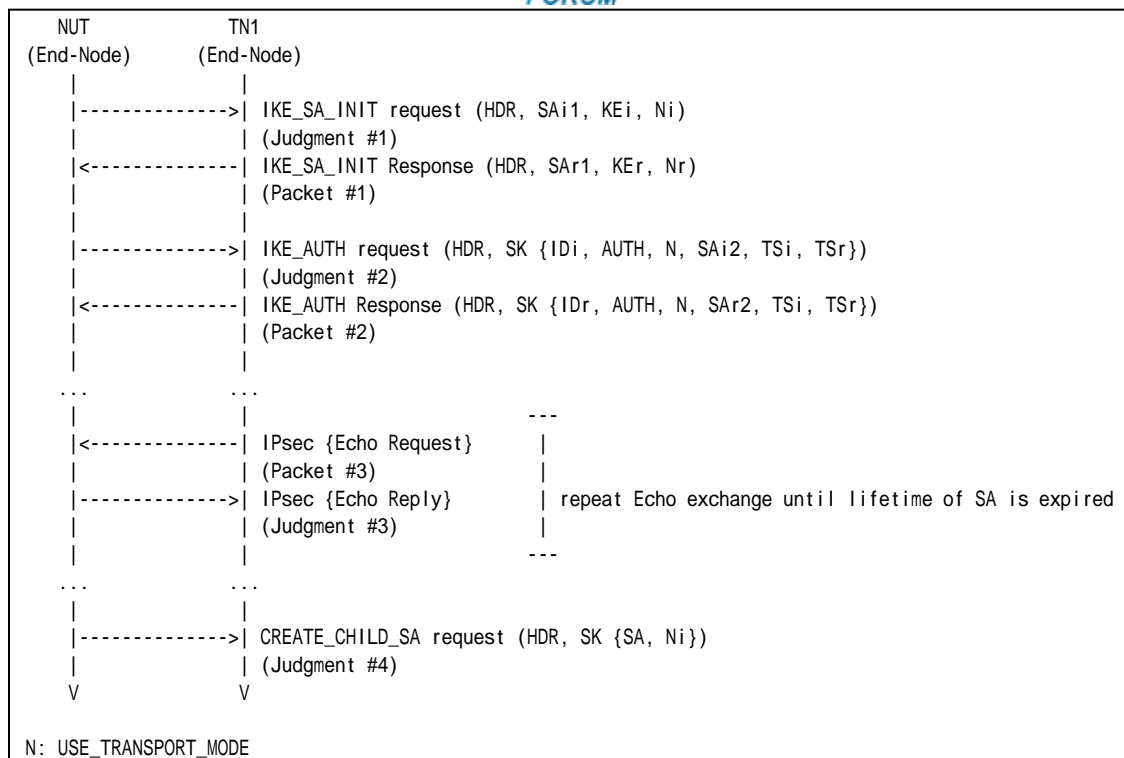 FORUM
NUT TN1
(End-Node) (End-Node)
| |
|-------------->| IKE_SA_INIT request (HDR, SAi1, KEi, Ni)
| | (Judgment #1)
|<--------------| IKE_SA_INIT Response (HDR, SAr1, KEr, Nr)
| | (Packet #1)
| |
|-------------->| IKE_AUTH request (HDR, SK {IDi, AUTH, N, SAi2, TSi, TSr})
| | (Judgment #2)
|<--------------| IKE_AUTH Response (HDR, SK {IDr, AUTH, N, SAr2, TSi, TSr})
| | (Packet #2)
| |
... ...
| | ---
|<--------------| IPsec {Echo Request} |
| | (Packet #3) |
|-------------->| IPsec {Echo Reply} | repeat Echo exchange until lifetime of SA is expired
| | (Judgment #3) |
| | ---
... ...
| |
|-------------->| CREATE_CHILD_SA request (HDR, SK {SA, Ni})
| | (Judgment #4)
V V
N: USE_TRANSPORT_MODE